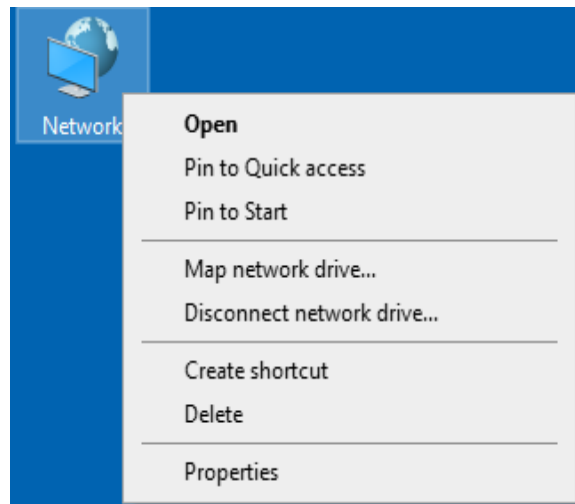 Network
Open
Pin to Quick access
Pin to Start
Map network drive...
Disconnect network drive...
Create shortcut
Delete
Properties